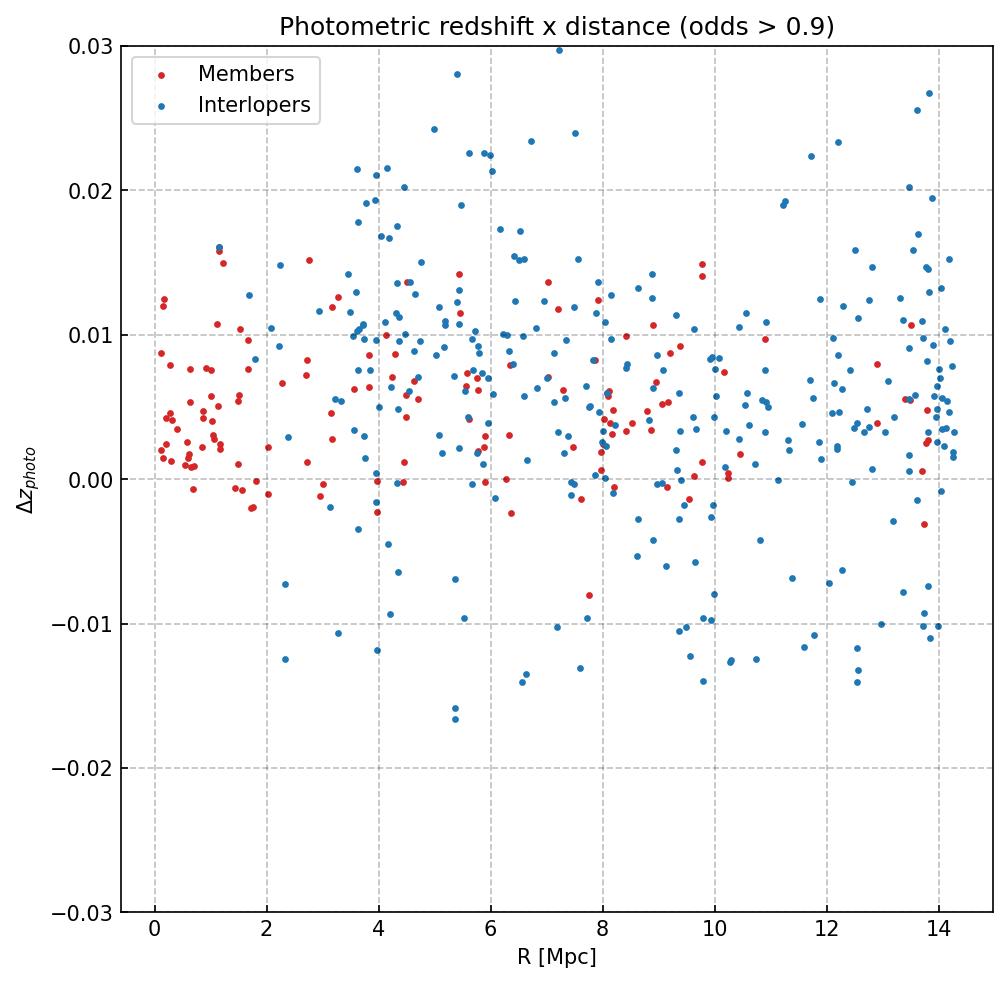 Photometric redshift x distance (odds > 0.9)
Members
Interlopers
0.03
0.02
0.01
0.00
−0.01
−0.02
−0.03
Δz_photo
0 2 4 6 8 10 12 14
R [Mpc]